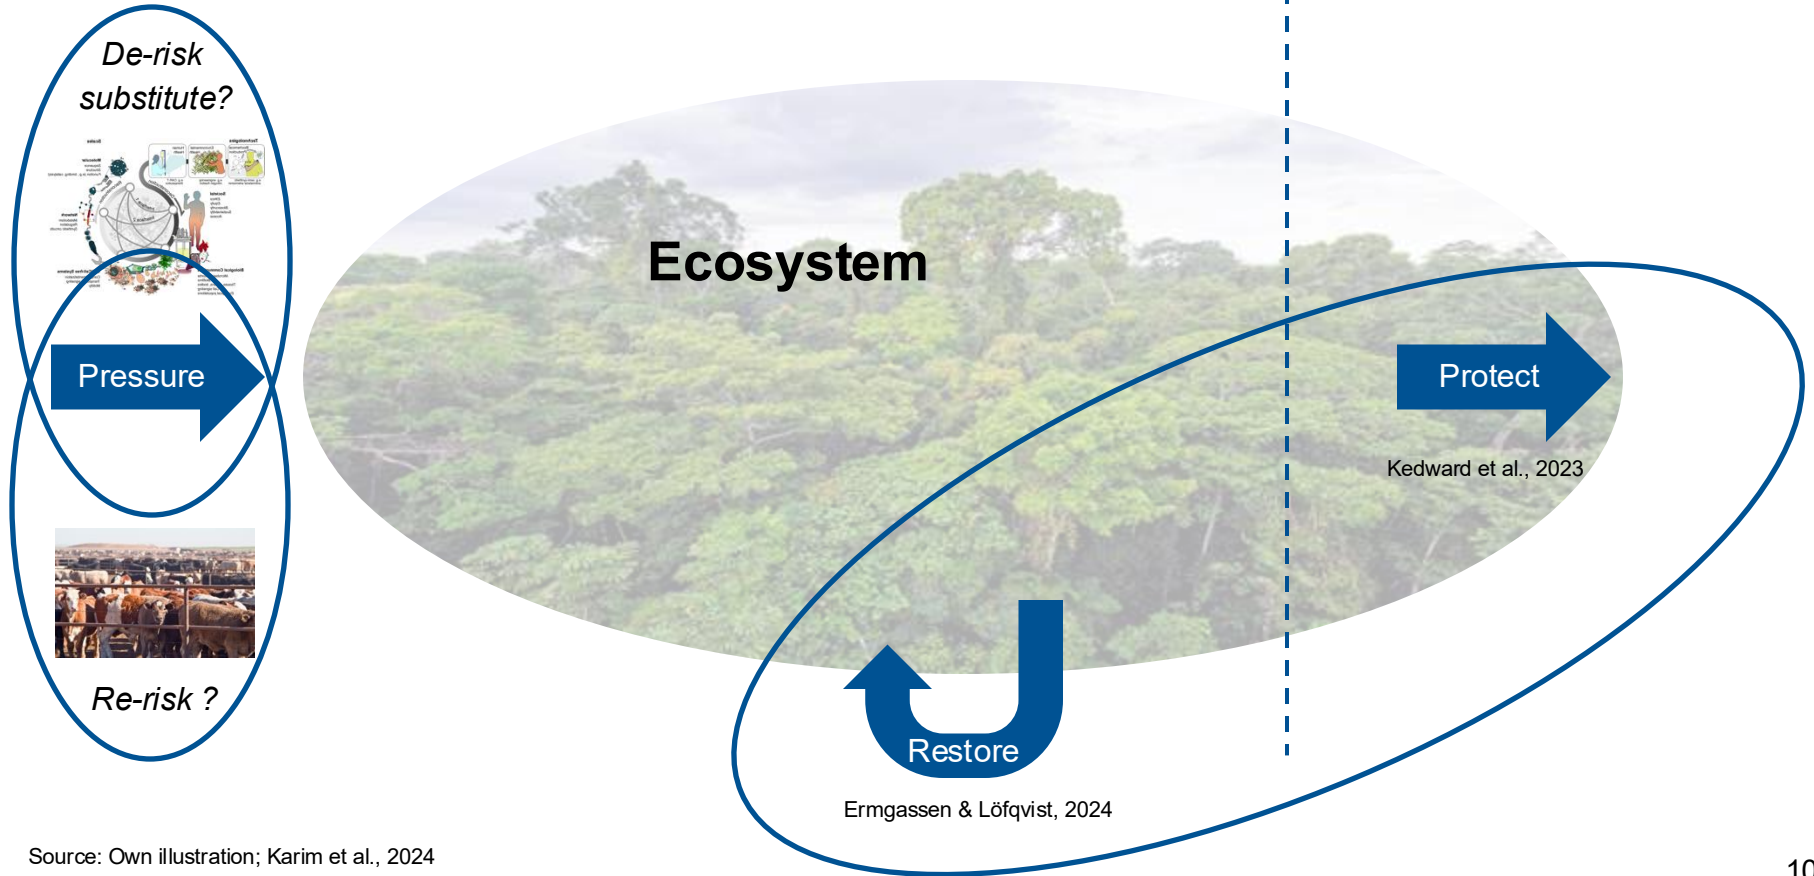 De-risk
substitute?
Pressure
Re-risk ?
Ecosystem
Protect
Kedward et al., 2023
Restore
Ermgassen & Löfqvist, 2024
Source: Own illustration; Karim et al., 2024
10